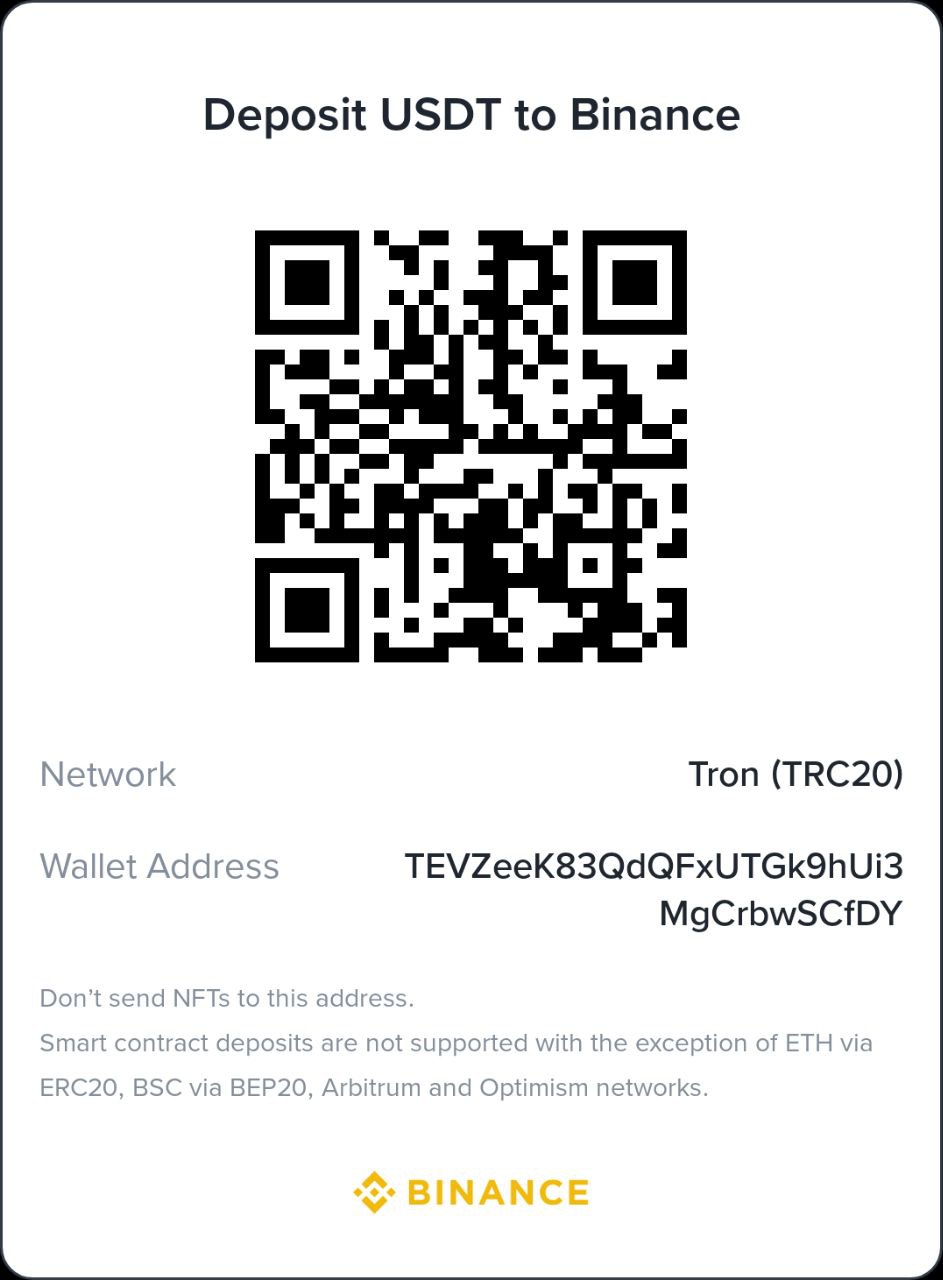 Deposit USDT to Binance
Network
Tron (TRC20)
Wallet Address
TEVZeeK83QdQFxUTGk9hUi3
MgCrbwSCfDY
Don’t send NFTs to this address.
Smart contract deposits are not supported with the exception of ETH via
ERC20, BSC via BEP20, Arbitrum and Optimism networks.
BINANCE